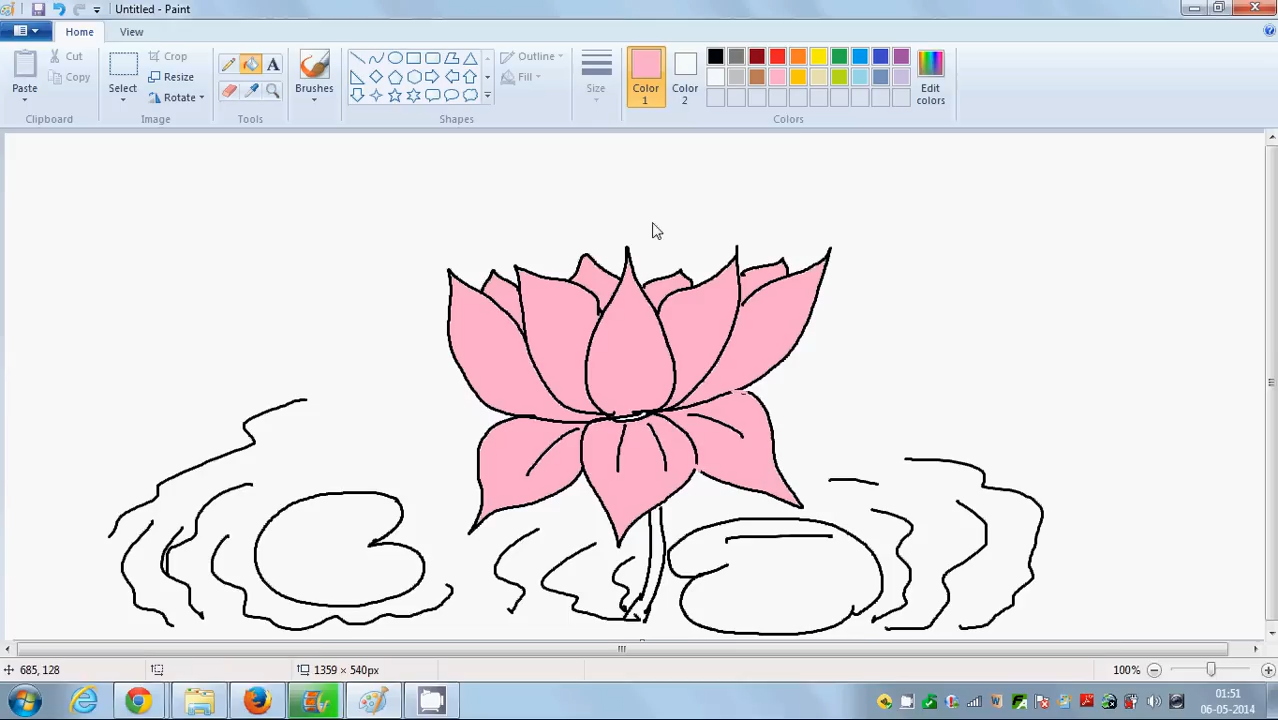 Untitled - Paint
Home
View
Paste
Cut
Copy
Clipboard
Select
Crop
Resize
Rotate
Image
A
Tools
Brushes
Outline
Fill
Shapes
Size
Color 1
Color 2
Edit colors
Colors
685, 128
1359 × 540px
100%
01:51
06-05-2014